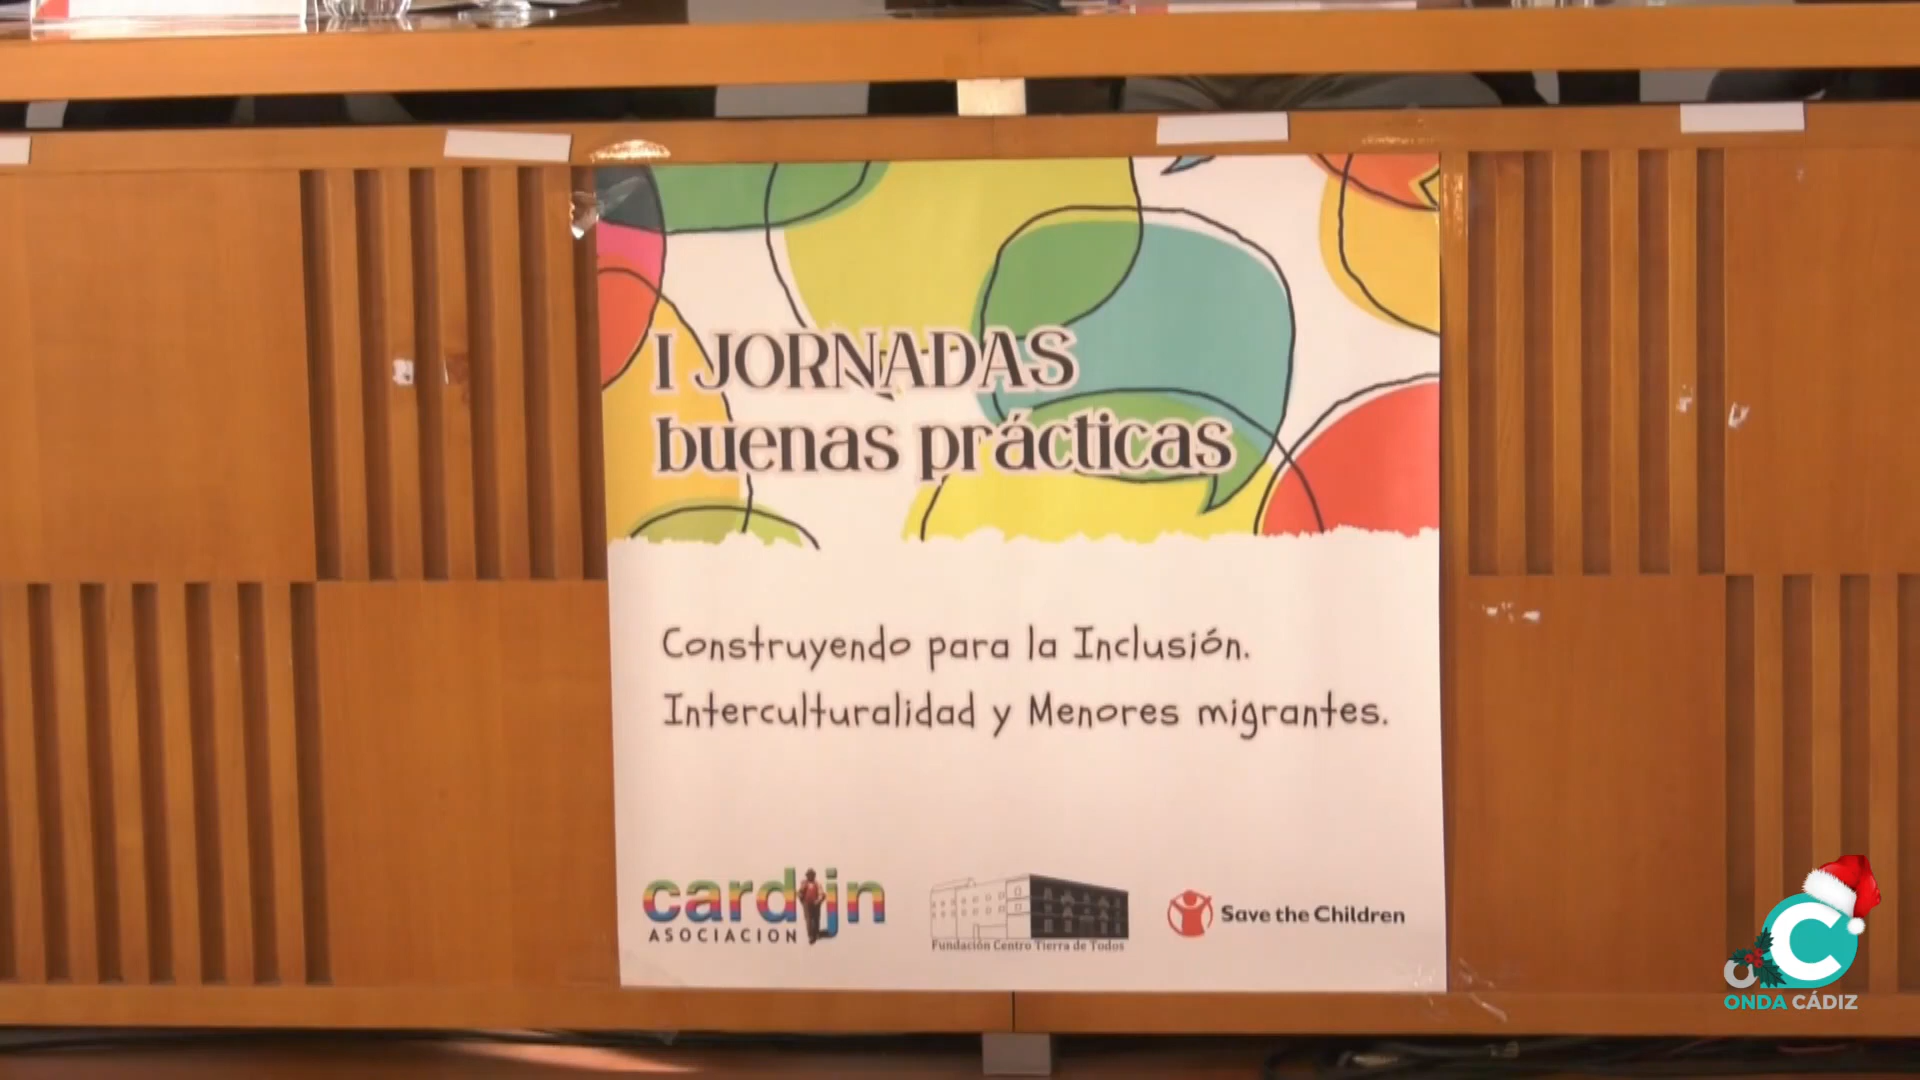 I JORNADAS
buenas prácticas
Construyendo para la Inclusión.
Interculturalidad y Menores migrantes.
cardijn
ASOCIACION
Fundación Centro Tierra de Todos
Save the Children
ONDA CÁDIZ